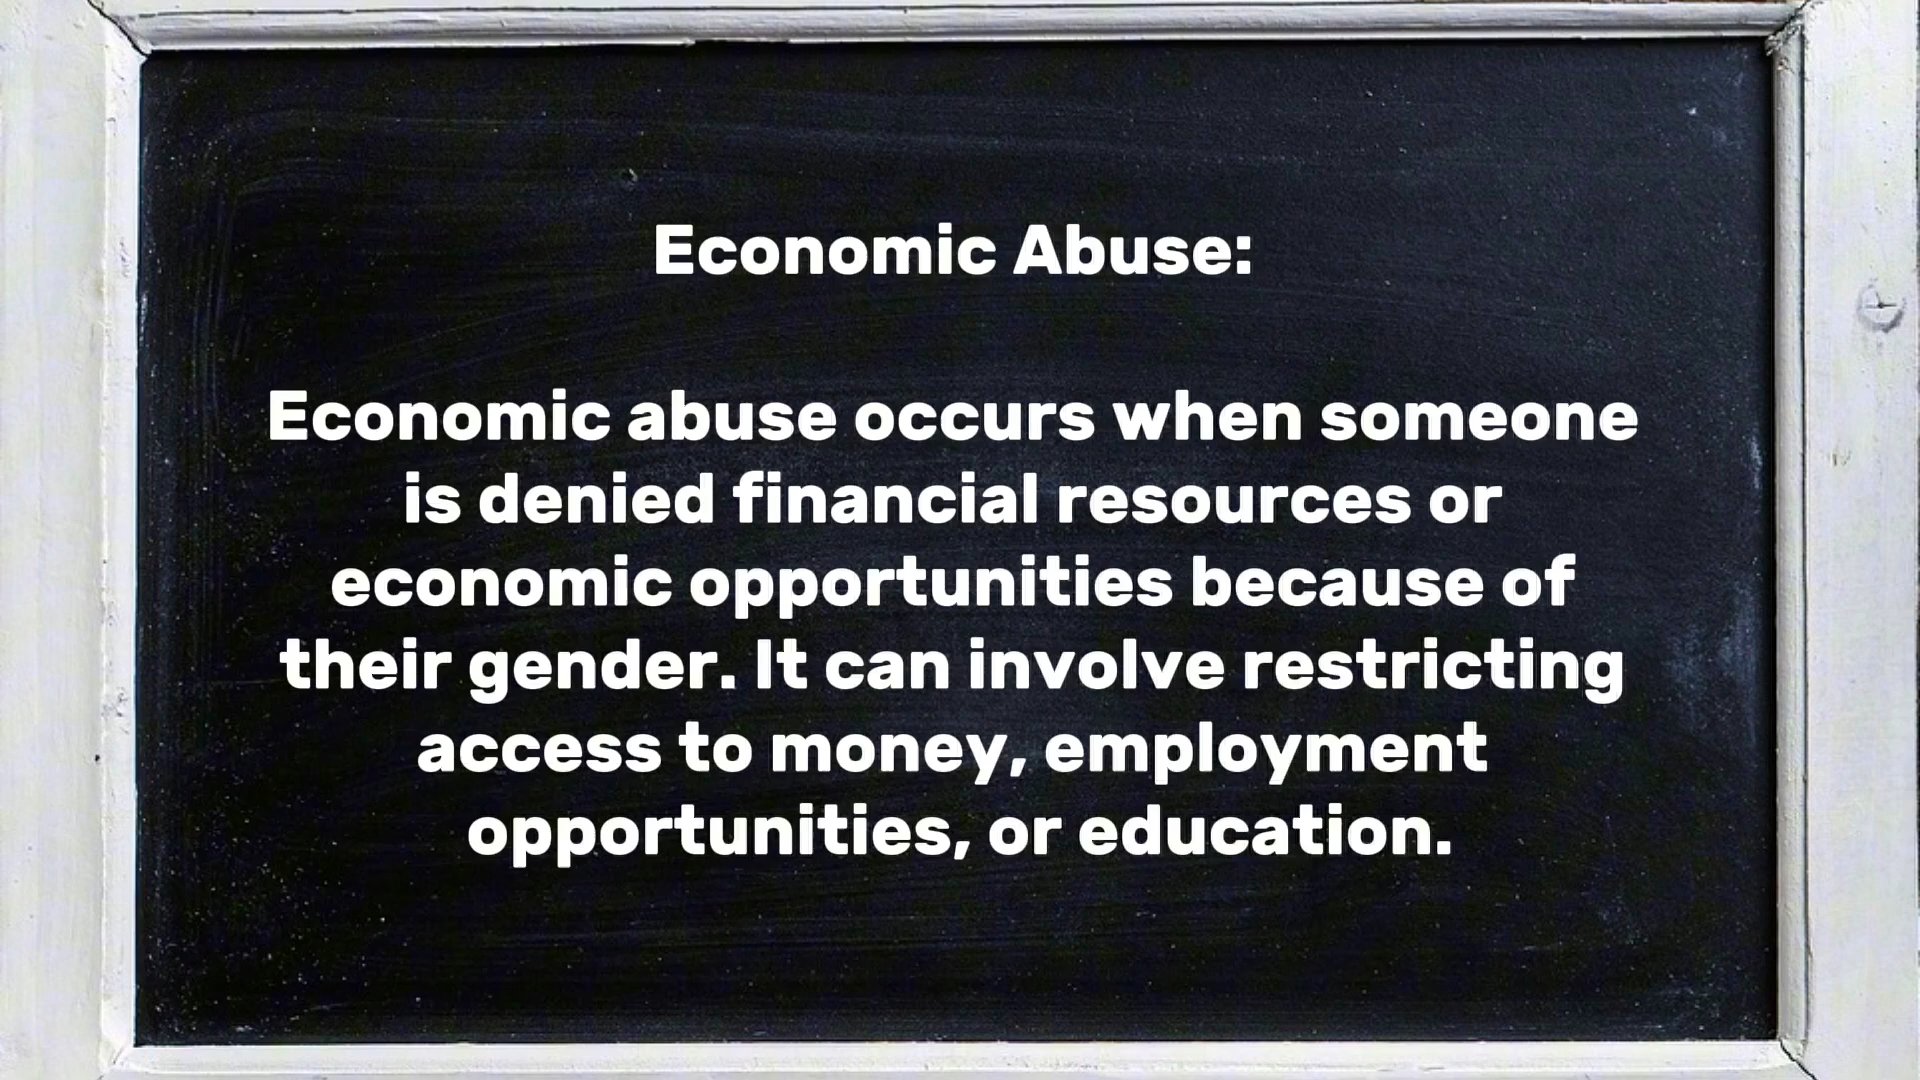 Economic Abuse:
Economic abuse occurs when someone
is denied financial resources or
economic opportunities because of
their gender. It can involve restricting
access to money, employment
opportunities, or education.